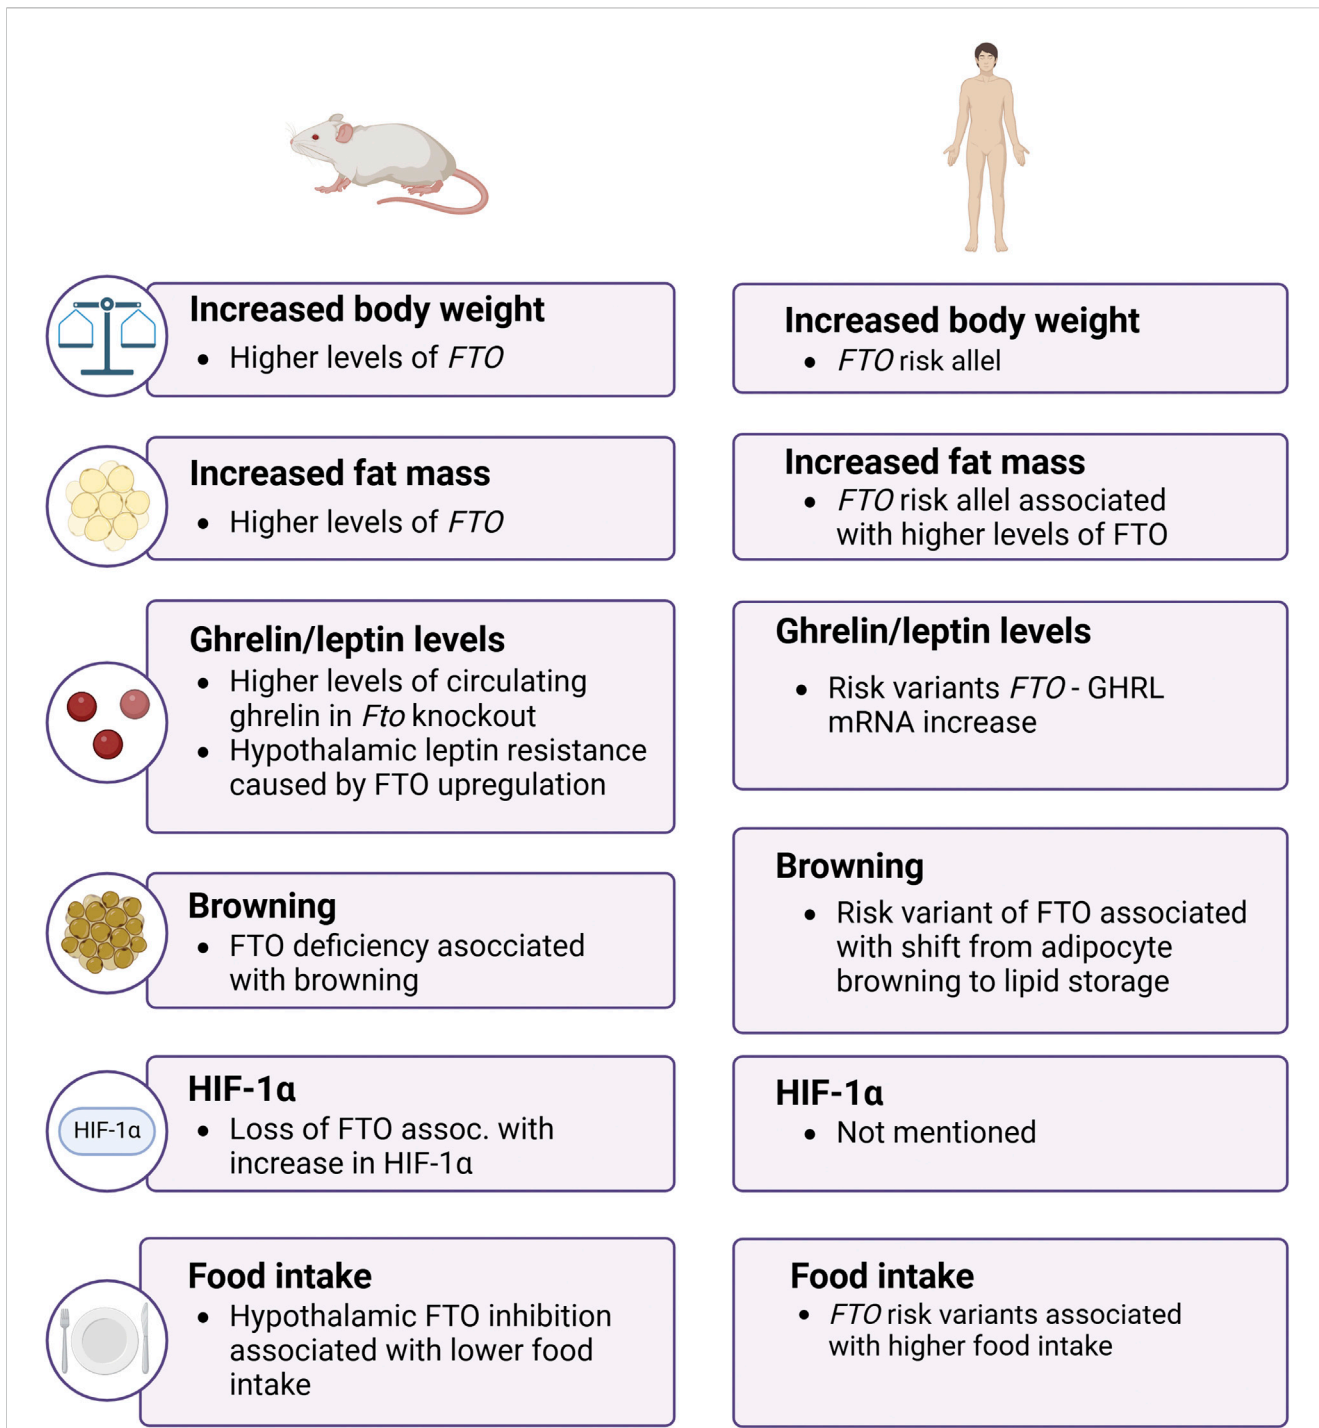 Increased body weight
• Higher levels of FTO
Increased body weight
• FTO risk allel
Increased fat mass
• Higher levels of FTO
Increased fat mass
• FTO risk allel associated
with higher levels of FTO
Ghrelin/leptin levels
• Higher levels of circulating
ghrelin in Fto knockout
• Hypothalamic leptin resistance
caused by FTO upregulation
Ghrelin/leptin levels
• Risk variants FTO - GHRL
mRNA increase
Browning
• FTO deficiency asocciated
with browning
Browning
• Risk variant of FTO associated
with shift from adipocyte
browning to lipid storage
HIF-1α
HIF-1α
• Loss of FTO assoc. with
increase in HIF-1α
HIF-1α
• Not mentioned
Food intake
• Hypothalamic FTO inhibition
associated with lower food
intake
Food intake
• FTO risk variants associated
with higher food intake